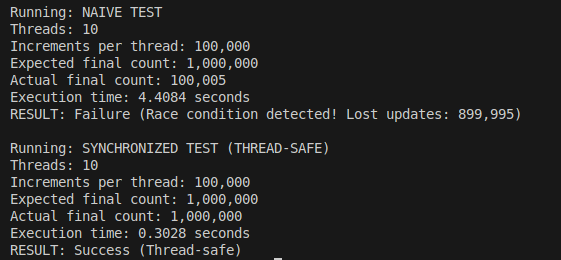 Running: NAIVE TEST
Threads: 10
Increments per thread: 100,000
Expected final count: 1,000,000
Actual final count: 100,005
Execution time: 4.4084 seconds
RESULT: Failure (Race condition detected! Lost updates: 899,995)
Running: SYNCHRONIZED TEST (THREAD-SAFE)
Threads: 10
Increments per thread: 100,000
Expected final count: 1,000,000
Actual final count: 1,000,000
Execution time: 0.3028 seconds
RESULT: Success (Thread-safe)